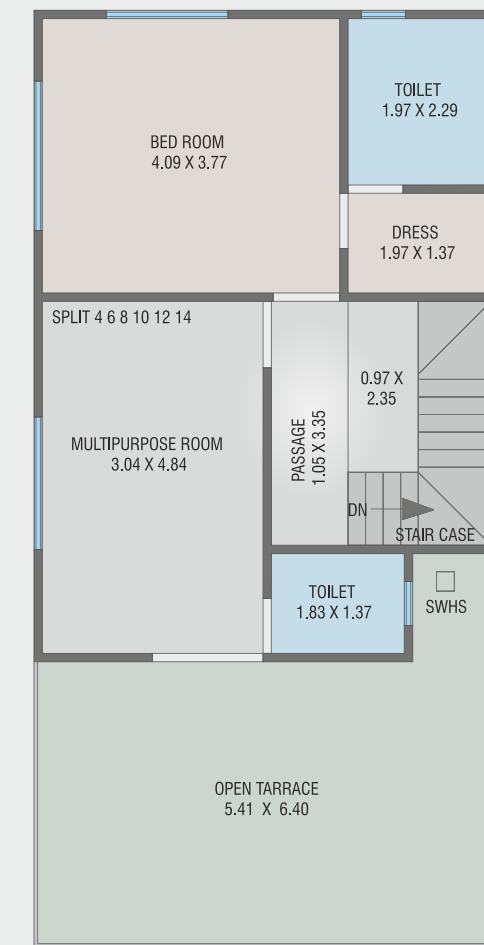 BED ROOM
4.09 X 3.77
TOILET
1.97 X 2.29
DRESS
1.97 X 1.37
SPLIT 4 6 8 10 12 14
MULTIPURPOSE ROOM
3.04 X 4.84
PASSAGE
1.05 X 3.35
0.97 X
2.35
DN
STAIR CASE
TOILET
1.83 X 1.37
SWHS
OPEN TARRACE
5.41 X 6.40